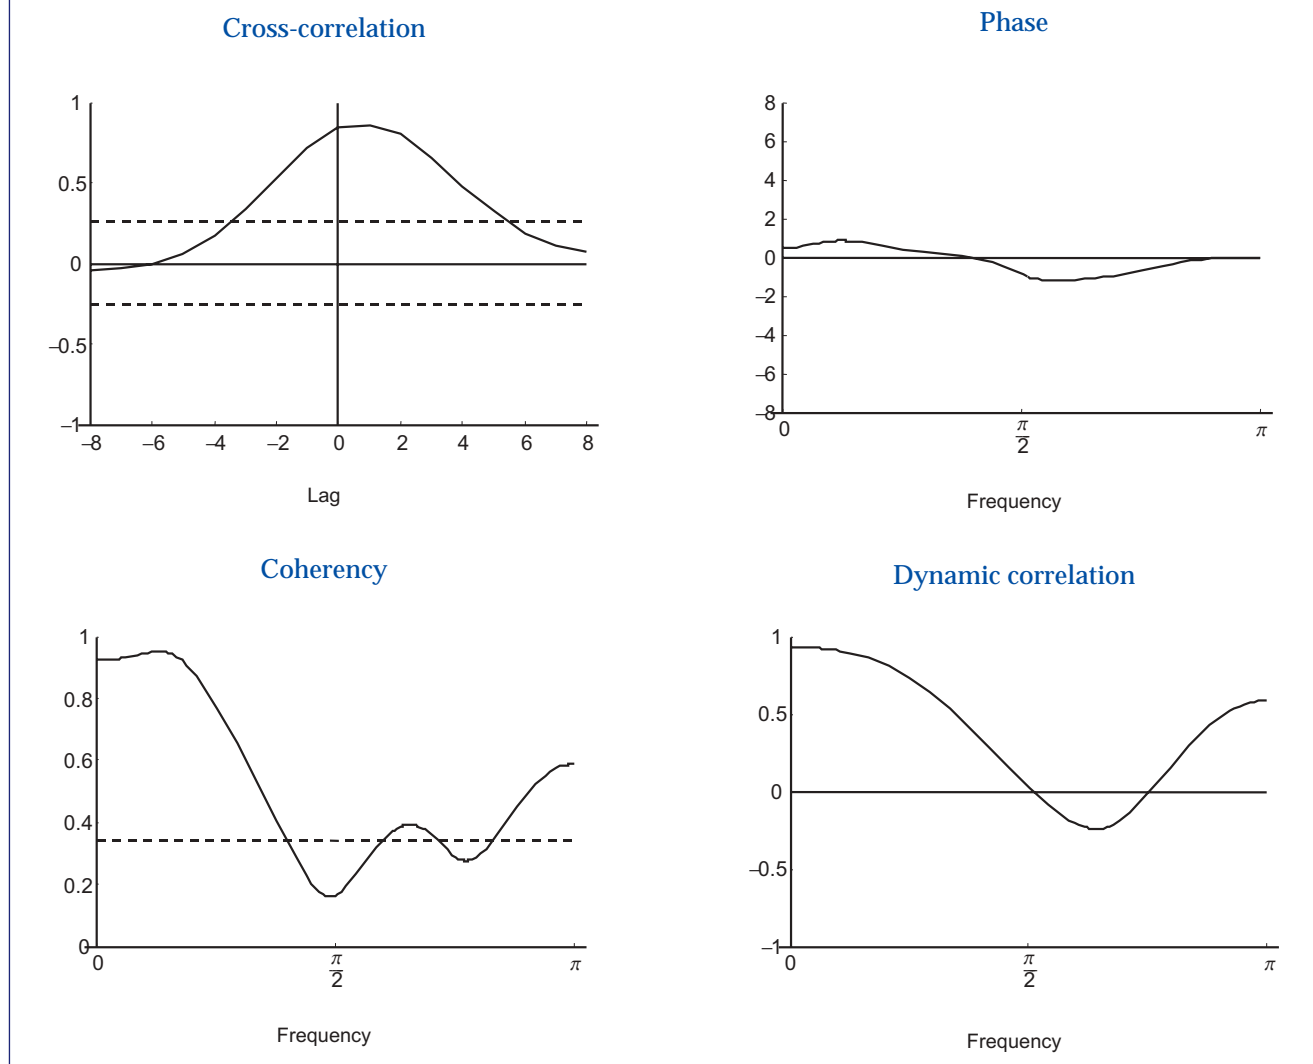 Cross-correlation
1
0.5
0
–0.5
–1
–8 –6 –4 –2 0 2 4 6 8
Lag
Phase
8
6
4
2
0
–2
–4
–6
–8
0 π/2 π
Frequency
Coherency
1
0.8
0.6
0.4
0.2
0
0 π/2 π
Frequency
Dynamic correlation
1
0.5
0
–0.5
–1
0 π/2 π
Frequency